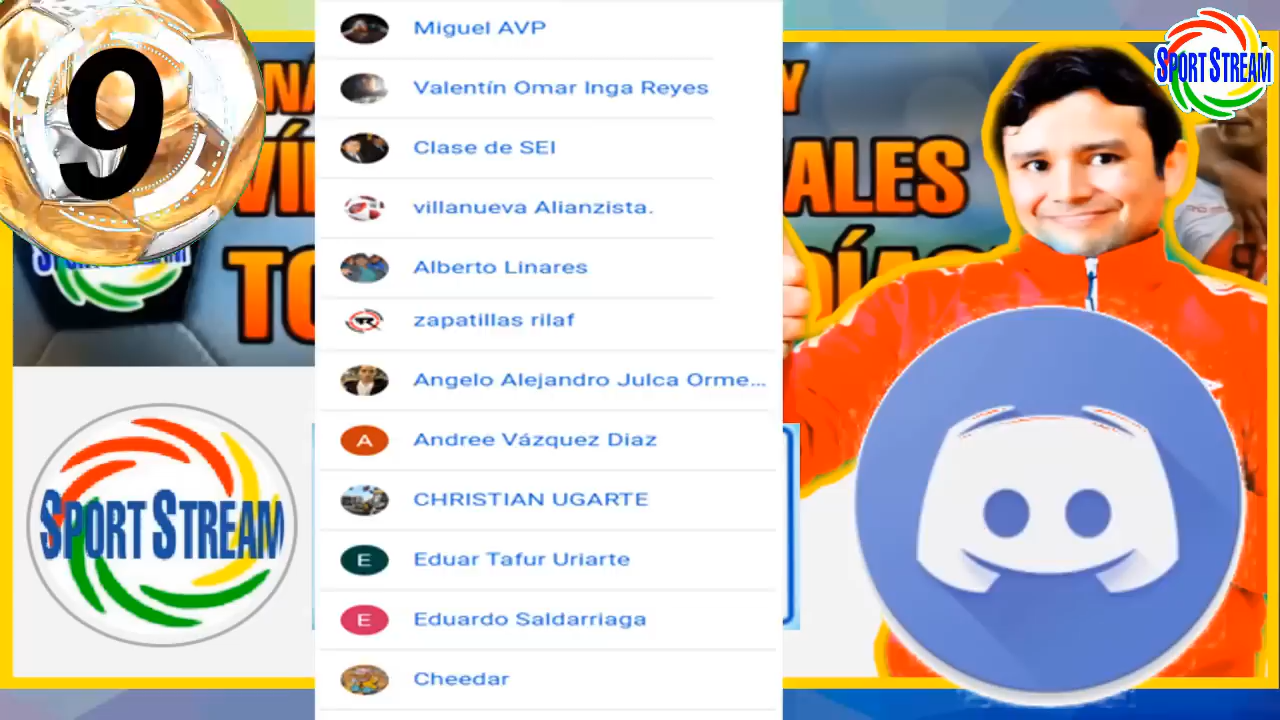 9
Miguel AVP
Valentín Omar Inga Reyes
Clase de SEI
villanueva Alianzista.
Alberto Linares
zapatillas rilaf
Angelo Alejandro Julca Orme...
A
Andree Vázquez Diaz
CHRISTIAN UGARTE
E
Eduar Tafur Uriarte
E
Eduardo Saldarriaga
Cheedar
SPORT STREAM
Y
ALES
SPORT STREAM